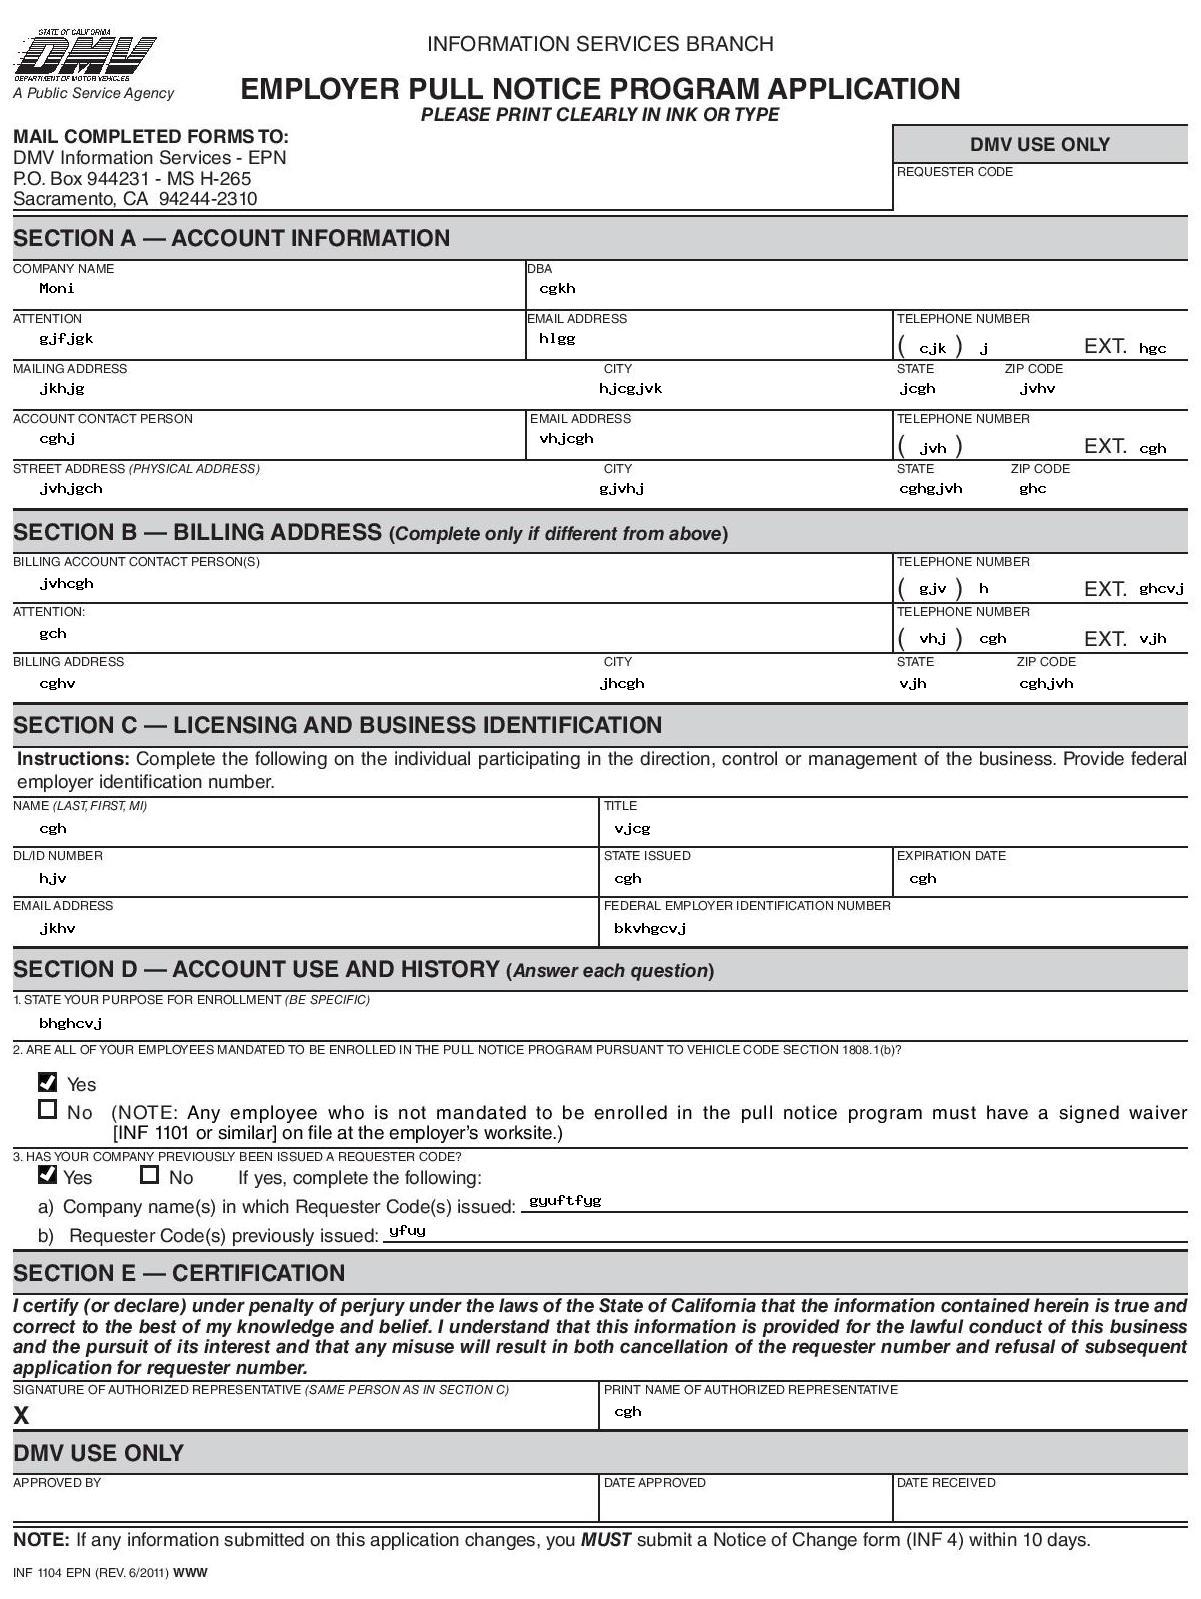 STATE OF CALIFORNIA
DMV
DEPARTMENT OF MOTOR VEHICLES
A Public Service Agency
INFORMATION SERVICES BRANCH
EMPLOYER PULL NOTICE PROGRAM APPLICATION
PLEASE PRINT CLEARLY IN INK OR TYPE
MAIL COMPLETED FORMS TO:
DMV Information Services - EPN
P.O. Box 944231 - MS H-265
Sacramento, CA 94244-2310
DMV USE ONLY
REQUESTER CODE
SECTION A — ACCOUNT INFORMATION
COMPANY NAME DBA
Moni cgkh
ATTENTION EMAIL ADDRESS TELEPHONE NUMBER
gjfjgk hlgg ( cjk ) j EXT. hgc
MAILING ADDRESS CITY STATE ZIP CODE
jkhjg hjcgjvk jcgh jvhv
ACCOUNT CONTACT PERSON EMAIL ADDRESS TELEPHONE NUMBER
cghj vhjcgh ( jvh ) EXT. cgh
STREET ADDRESS (PHYSICAL ADDRESS) CITY STATE ZIP CODE
jvhjgch gjvhj cghgjvh ghc
SECTION B — BILLING ADDRESS (Complete only if different from above)
BILLING ACCOUNT CONTACT PERSON(S) TELEPHONE NUMBER
jvhcgh ( gjv ) h EXT. ghcvj
ATTENTION: TELEPHONE NUMBER
gch ( vhj ) cgh EXT. vjh
BILLING ADDRESS CITY STATE ZIP CODE
cghv jhcgh vjh cghjvh
SECTION C — LICENSING AND BUSINESS IDENTIFICATION
Instructions: Complete the following on the individual participating in the direction, control or management of the business. Provide federal
employer identification number.
NAME (LAST, FIRST, MI) TITLE
cgh vjcg
DL/ID NUMBER STATE ISSUED EXPIRATION DATE
hjv cgh cgh
EMAIL ADDRESS FEDERAL EMPLOYER IDENTIFICATION NUMBER
jkhv bkvhgcvj
SECTION D — ACCOUNT USE AND HISTORY (Answer each question)
1. STATE YOUR PURPOSE FOR ENROLLMENT (BE SPECIFIC)
bhghcvj
2. ARE ALL OF YOUR EMPLOYEES MANDATED TO BE ENROLLED IN THE PULL NOTICE PROGRAM PURSUANT TO VEHICLE CODE SECTION 1808.1(b)?
Yes
No (NOTE: Any employee who is not mandated to be enrolled in the pull notice program must have a signed waiver
[INF 1101 or similar] on file at the employer's worksite.)
3. HAS YOUR COMPANY PREVIOUSLY BEEN ISSUED A REQUESTER CODE?
Yes No If yes, complete the following:
a) Company name(s) in which Requester Code(s) issued: gyuftfyg
b) Requester Code(s) previously issued: yfuy
SECTION E — CERTIFICATION
I certify (or declare) under penalty of perjury under the laws of the State of California that the information contained herein is true and
correct to the best of my knowledge and belief. I understand that this information is provided for the lawful conduct of this business
and the pursuit of its interest and that any misuse will result in both cancellation of the requester number and refusal of subsequent
application for requester number.
SIGNATURE OF AUTHORIZED REPRESENTATIVE (SAME PERSON AS IN SECTION C) PRINT NAME OF AUTHORIZED REPRESENTATIVE
X cgh
DMV USE ONLY
APPROVED BY DATE APPROVED DATE RECEIVED
NOTE: If any information submitted on this application changes, you MUST submit a Notice of Change form (INF 4) within 10 days.
INF 1104 EPN (REV. 6/2011) WWW